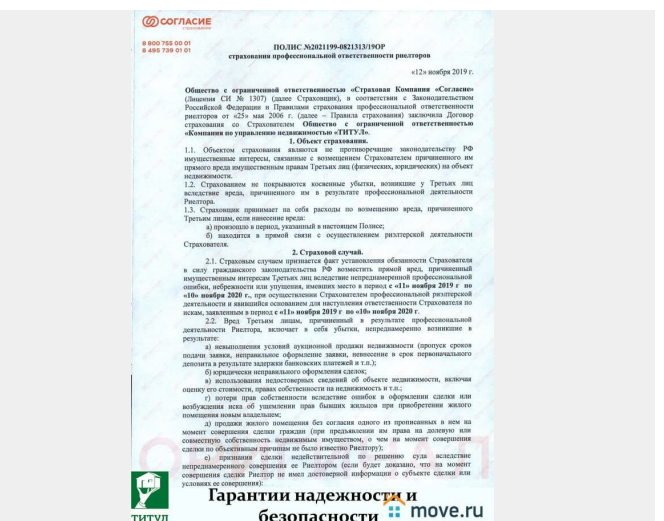 СОГЛАСИЕ
страхование
8 800 755 00 01
8 495 739 01 01
ПОЛИС №2021199-0821313/19ОР
страхования профессиональной ответственности риелторов
«12» ноября 2019 г.
Общество с ограниченной ответственностью «Страховая Компания «Согласие»
(Лицензия СИ № 1307) (далее Страховщик), в соответствии с Законодательством
Российской Федерации и Правилами страхования профессиональной ответственности
риелторов от «25» мая 2006 г. (далее – Правила страхования) заключила Договор
страхования со Страхователем Общество с ограниченной ответственностью
«Компания по управлению недвижимостью «ТИТУЛ».
1. Объект страхования.
1.1. Объектом страхования являются не противоречащие законодательству РФ
имущественные интересы, связанные с возмещением Страхователем причиненного им
прямого вреда имущественным правам Третьих лиц (физических, юридических) на объект
недвижимости.
1.2. Страхованием не покрываются косвенные убытки, возникшие у Третьих лиц
вследствие вреда, причиненного им в результате профессиональной деятельности
Риелтора.
1.3. Страховщик принимает на себя расходы по возмещению вреда, причиненного
Третьим лицам, если нанесение вреда:
а) произошло в период, указанный в настоящем Полисе;
б) находится в прямой связи с осуществлением риэлтерской деятельности
Страхователя.
2. Страховой случай.
2.1. Страховым случаем признается факт установления обязанности Страхователя
в силу гражданского законодательства РФ возместить прямой вред, причиненный
имущественным интересам Третьих лиц вследствие непреднамеренной профессиональной
ошибки, небрежности или упущения, имевших место в период с «11» ноября 2019 г по
«10» ноября 2020 г., при осуществлении Страхователем профессиональной риэлтерской
деятельности и явившийся основанием для наступления ответственности Страхователя по
искам, заявленным в период с «11» ноября 2019 г по «10» ноября 2020 г.
2.2. Вред Третьим лицам, причиненный в результате профессиональной
деятельности Риелтора, включает в себя убытки, непреднамеренно возникшие в
результате:
а) невыполнения условий аукционной продажи недвижимости (пропуск сроков
подачи заявки, неправильное оформление заявки, невнесение в срок первоначального
депозита в результате задержки банковских платежей и т.п.);
б) юридически неправильного оформления сделок;
в) использования недостоверных сведений об объекте недвижимости, включая
оценку его стоимости, правах собственности на недвижимость и т.п.;
г) потери прав собственности вследствие ошибок в оформлении сделки или
возбуждения иска об ущемлении прав бывших жильцов при приобретении жилого
помещения новым владельцем;
д) продажи жилого помещения без согласия одного из прописанных в нем на
момент совершения сделки граждан (при предъявлении им права на долевую или
совместную собственность недвижимым имуществом, о чем на момент совершения
сделки по объективным причинам не было известно Риелтору);
е) признания сделки недействительной по решению суда вследствие
непреднамеренного совершения ее Риелтором (если будет доказано, что на момент
совершения сделки Риелтор не имел достоверной информации о субъекте сделки или
условиях ее совершения);
Гарантии надежности и
безопасности
ТИТУЛ
move.ru